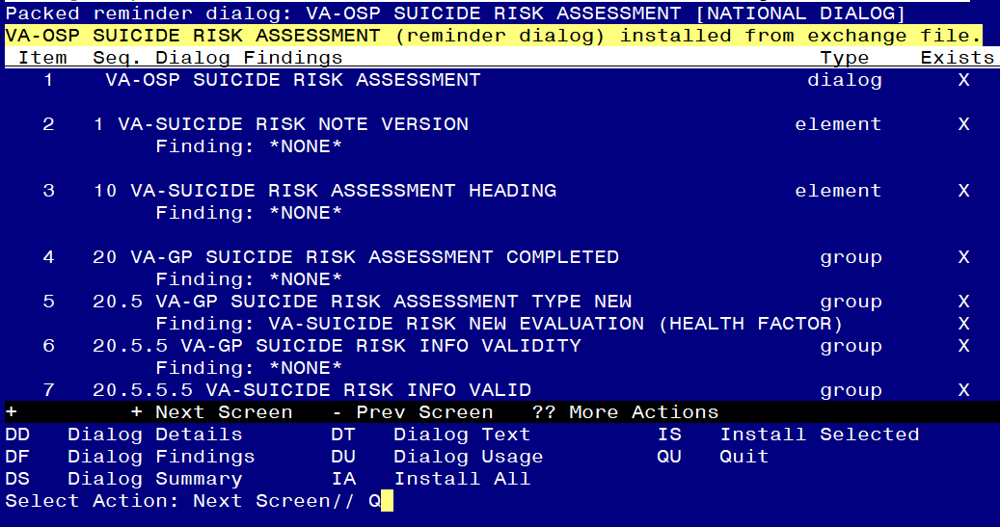 Packed reminder dialog: VA-OSP SUICIDE RISK ASSESSMENT [NATIONAL DIALOG]
VA-OSP SUICIDE RISK ASSESSMENT (reminder dialog) installed from exchange file.
Item Seq. Dialog Findings Type Exists
1 VA-OSP SUICIDE RISK ASSESSMENT dialog X
2 1 VA-SUICIDE RISK NOTE VERSION element X
Finding: *NONE*
3 10 VA-SUICIDE RISK ASSESSMENT HEADING element X
Finding: *NONE*
4 20 VA-GP SUICIDE RISK ASSESSMENT COMPLETED group X
Finding: *NONE*
5 20.5 VA-GP SUICIDE RISK ASSESSMENT TYPE NEW group X
Finding: VA-SUICIDE RISK NEW EVALUATION (HEALTH FACTOR) X
6 20.5.5 VA-GP SUICIDE RISK INFO VALIDITY group X
Finding: *NONE*
7 20.5.5.5 VA-SUICIDE RISK INFO VALID group X
+ + Next Screen - Prev Screen ?? More Actions
DD Dialog Details DT Dialog Text IS Install Selected
DF Dialog Findings DU Dialog Usage QU Quit
DS Dialog Summary IA Install All
Select Action: Next Screen// Q